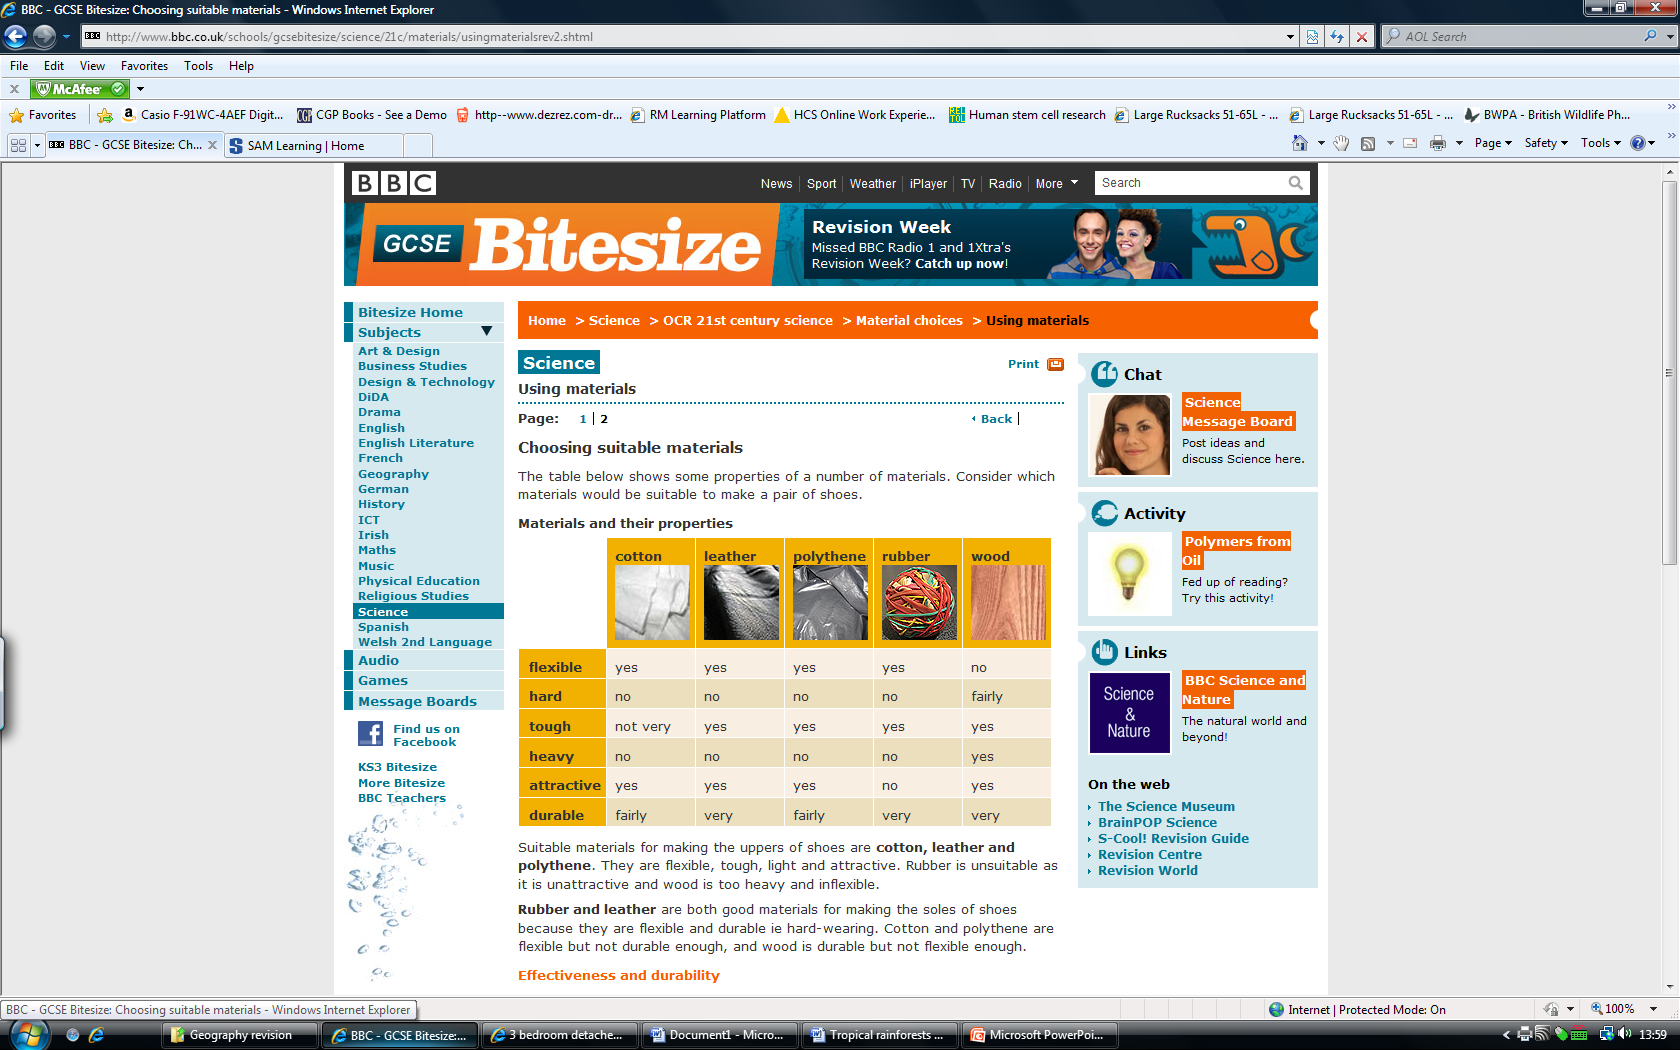 BBC - GCSE Bitesize: Choosing suitable materials - Windows Internet Explorer
http://www.bbc.co.uk/schools/gcsebitesize/science/21c/materials/usingmaterialsrev2.shtml
AOL Search
File Edit View Favorites Tools Help
x McAfee
Favorites Casio F-91WC-4AEF Digit... CGP Books - See a Demo http--www.dezrez.com-dr... RM Learning Platform HCS Online Work Experie... Human stem cell research Large Rucksacks 51-65L - ... Large Rucksacks 51-65L - ... BWPA - British Wildlife Ph...
BBC - GCSE Bitesize: Ch... x SAM Learning | Home Page Safety Tools
BBC News Sport Weather iPlayer TV Radio More Search
GCSE Bitesize
Revision Week
Missed BBC Radio 1 and 1Xtra's
Revision Week? Catch up now!
Bitesize Home
Subjects
Art & Design
Business Studies
Design & Technology
DiDA
Drama
English
English Literature
French
Geography
German
History
ICT
Irish
Maths
Music
Physical Education
Religious Studies
Science
Spanish
Welsh 2nd Language
Audio
Games
Message Boards
Find us on
Facebook
KS3 Bitesize
More Bitesize
BBC Teachers
Home > Science > OCR 21st century science > Material choices > Using materials
Science Print
Using materials
Page: 1 | 2 Back |
Choosing suitable materials
The table below shows some properties of a number of materials. Consider which
materials would be suitable to make a pair of shoes.
Materials and their properties
cotton leather polythene rubber wood
flexible yes yes yes yes no
hard no no no no fairly
tough not very yes yes yes yes
heavy no no no no yes
attractive yes yes yes no yes
durable fairly very fairly very very
Suitable materials for making the uppers of shoes are cotton, leather and
polythene. They are flexible, tough, light and attractive. Rubber is unsuitable as
it is unattractive and wood is too heavy and inflexible.
Rubber and leather are both good materials for making the soles of shoes
because they are flexible and durable ie hard-wearing. Cotton and polythene are
flexible but not durable enough, and wood is durable but not flexible enough.
Effectiveness and durability
Chat
Science
Message Board
Post ideas and
discuss Science here.
Activity
Polymers from
Oil
Fed up of reading?
Try this activity!
Links
Science
&
Nature
BBC Science and
Nature
The natural world and
beyond!
On the web
The Science Museum
BrainPOP Science
S-Cool! Revision Guide
Revision Centre
Revision World
BBC - GCSE Bitesize: Choosing suitable materials - Windows Internet Explorer
Internet | Protected Mode: On 100%
Geography revision BBC - GCSE Bitesize:... 3 bedroom detache... Document1 - Micro... Tropical rainforests ... Microsoft PowerPoi... 13:59